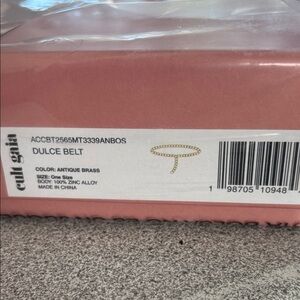 cult gaia
ACCBT2565MT3339ANBOS
DULCE BELT
COLOR: ANTIQUE BRASS
SIZE: One Size
BODY: 100% ZINC ALLOY
MADE IN CHINA
1 98705 10948